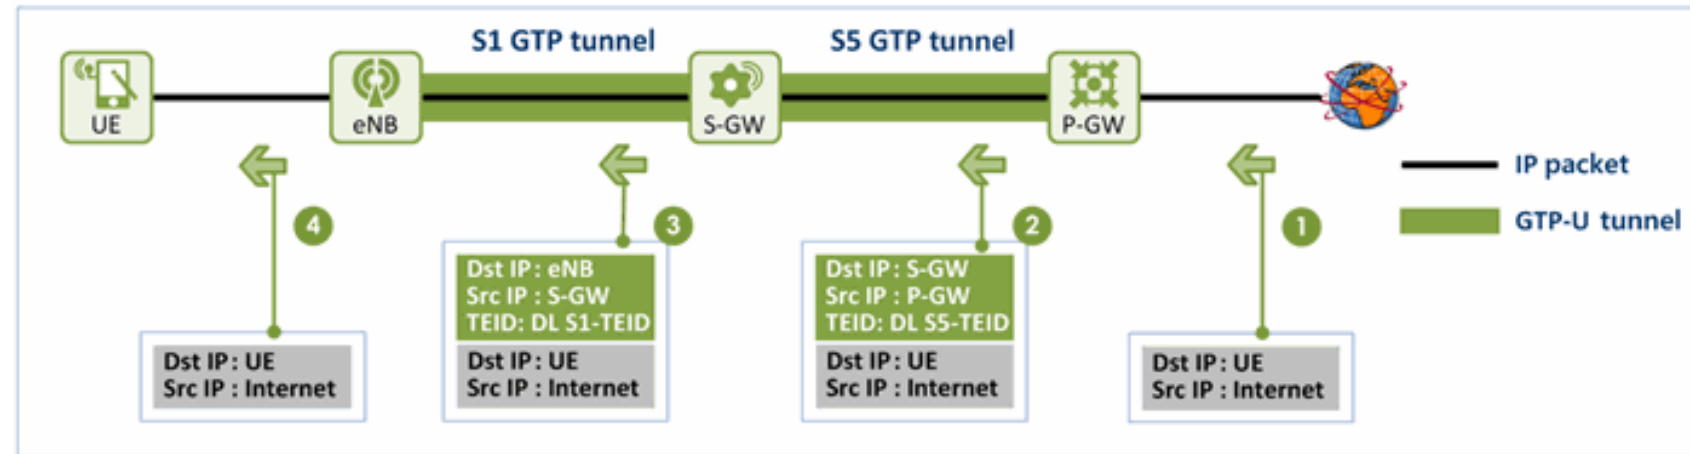 S1 GTP tunnel
S5 GTP tunnel
UE
eNB
S-GW
P-GW
IP packet
GTP-U tunnel
4
3
2
1
Dst IP : UE
Src IP : Internet
Dst IP : eNB
Src IP : S-GW
TEID: DL S1-TEID
Dst IP : UE
Src IP : Internet
Dst IP : S-GW
Src IP : P-GW
TEID: DL S5-TEID
Dst IP : UE
Src IP : Internet
Dst IP : UE
Src IP : Internet